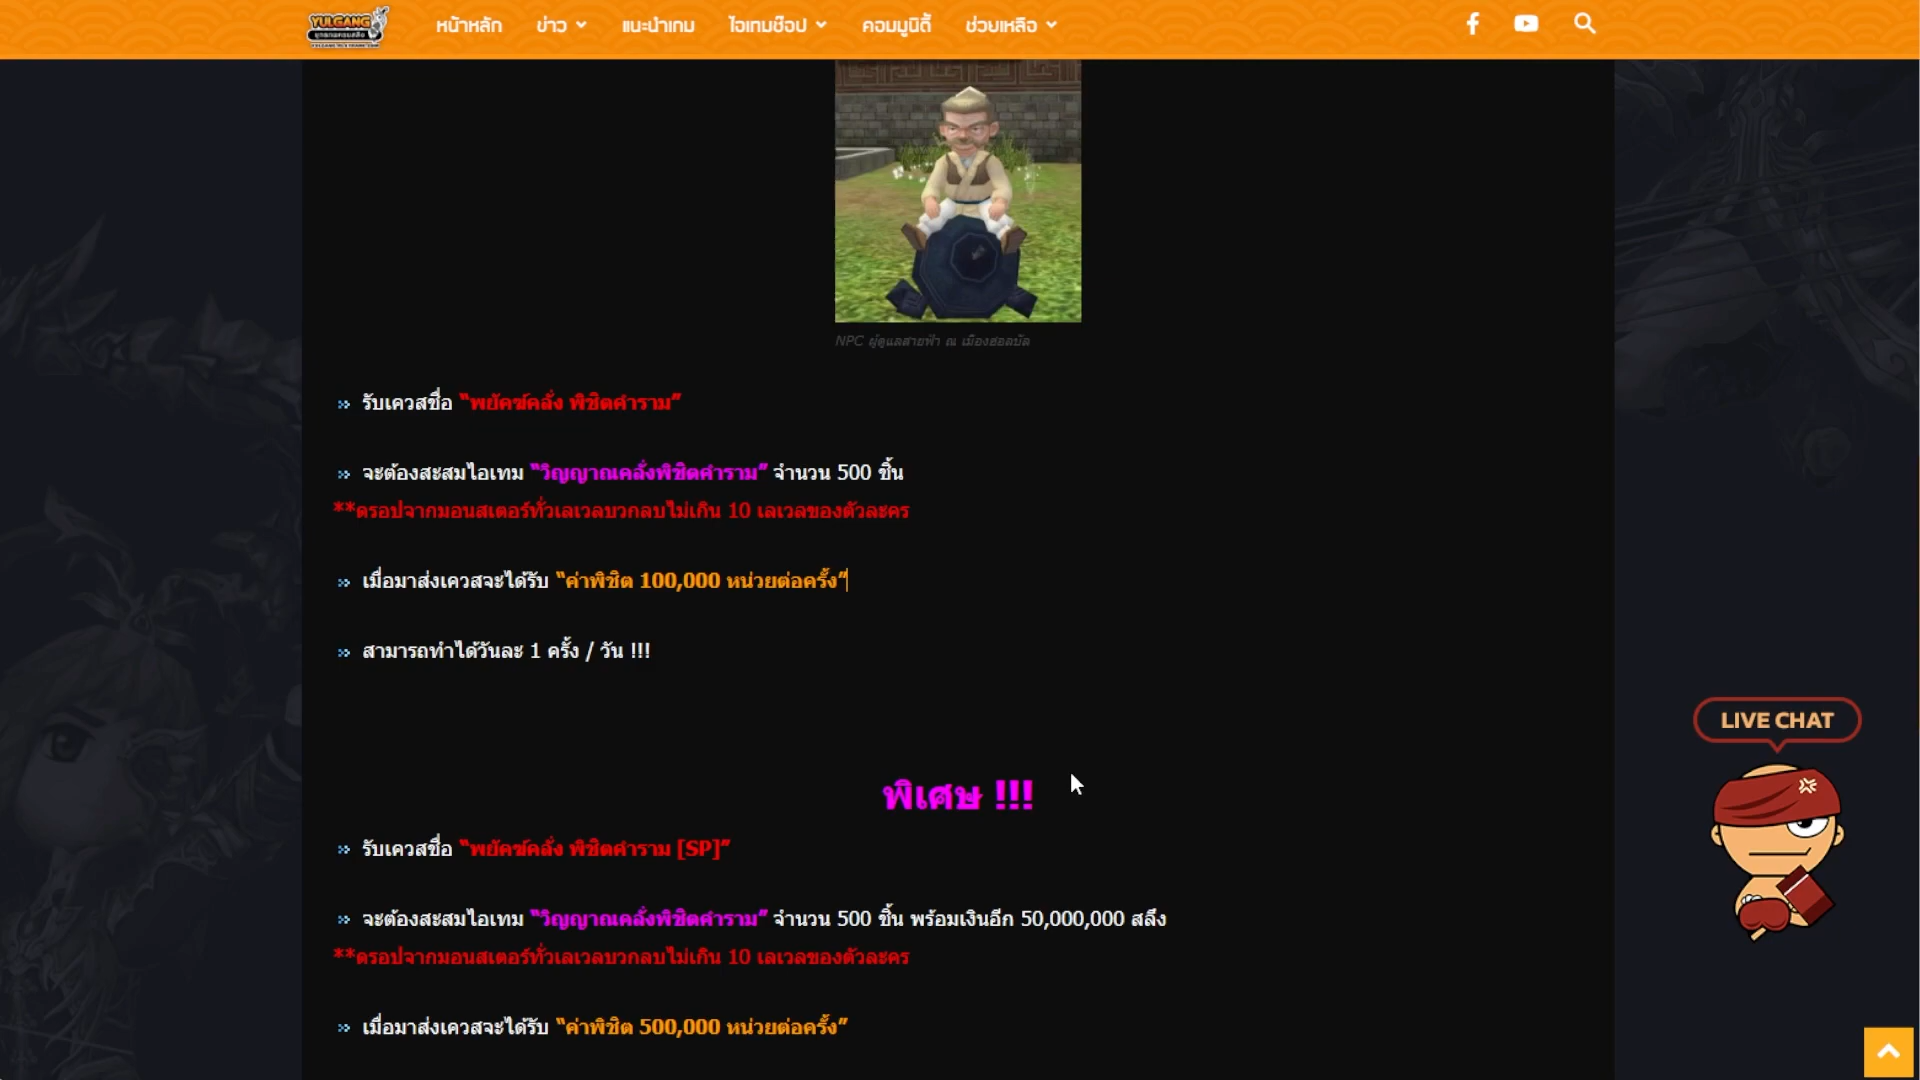 YULGANG
หน้าหลัก ข่าว แนะนำเกม ไอเทมช็อป คอมมูนิตี้ ช่วยเหลือ
NPC ผู้ดูแลสายฟ้า ณ เมืองฮอลบัล
รับเควสชื่อ “พยัคฆ์คลั่ง พิชิตคำราม”
จะต้องสะสมไอเทม “วิญญาณคลั่งพิชิตคำราม” จำนวน 500 ชิ้น
**ดรอปจากมอนสเตอร์ทั่วเลเวลบวกลบไม่เกิน 10 เลเวลของตัวละคร
เมื่อมาส่งเควสจะได้รับ “ค่าพิชิต 100,000 หน่วยต่อครั้ง”
สามารถทำได้วันละ 1 ครั้ง / วัน !!!
พิเศษ !!!
รับเควสชื่อ “พยัคฆ์คลั่ง พิชิตคำราม [SP]”
จะต้องสะสมไอเทม “วิญญาณคลั่งพิชิตคำราม” จำนวน 500 ชิ้น พร้อมเงินอีก 50,000,000 สลึง
**ดรอปจากมอนสเตอร์ทั่วเลเวลบวกลบไม่เกิน 10 เลเวลของตัวละคร
เมื่อมาส่งเควสจะได้รับ “ค่าพิชิต 500,000 หน่วยต่อครั้ง”
LIVE CHAT